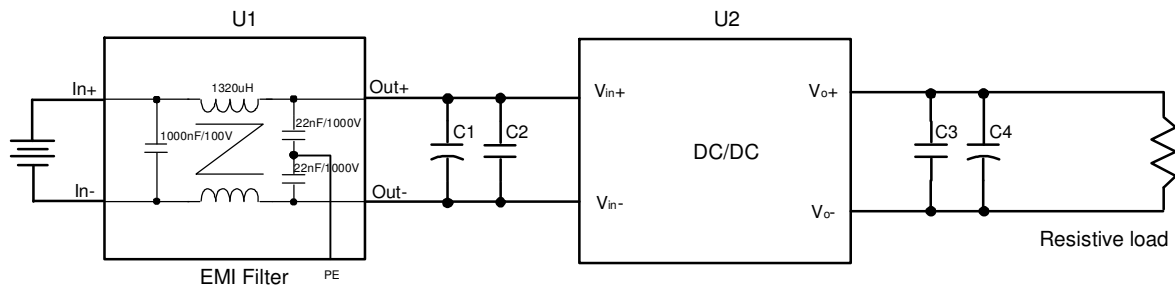 U1
U2
In+
1320uH
Out+
1000nF/100V
22nF/1000V
22nF/1000V
In-
Out-
PE
EMI Filter
C1
C2
Vin+
Vin-
DC/DC
Vo+
Vo-
C3
C4
Resistive load